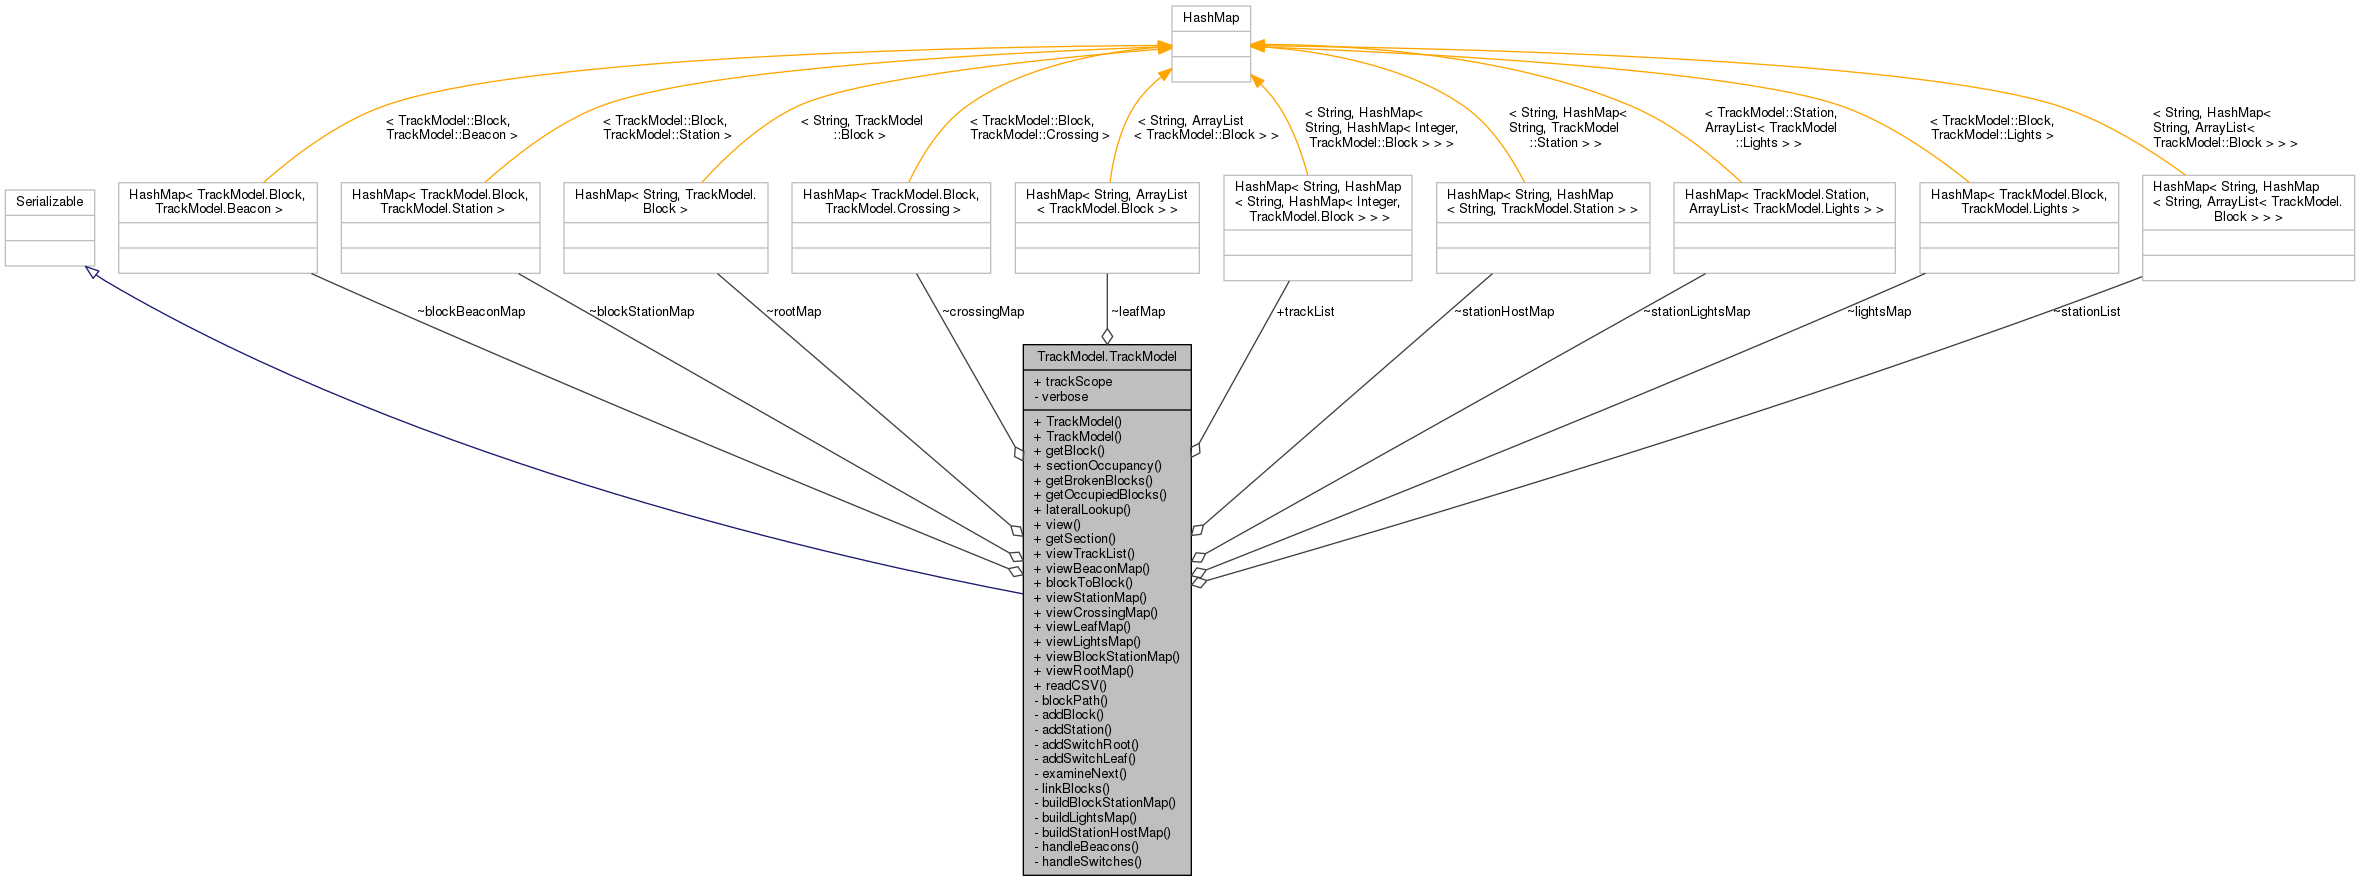 HashMap
< TrackModel::Block,
TrackModel::Beacon >
< TrackModel::Block,
TrackModel::Station >
< String, TrackModel
::Block >
< TrackModel::Block,
TrackModel::Crossing >
< String, ArrayList
< TrackModel::Block > >
< String, HashMap<
String, HashMap< Integer,
TrackModel::Block > > >
< String, HashMap<
String, TrackModel
::Station > >
< TrackModel::Station,
ArrayList< TrackModel
::Lights > >
< TrackModel::Block,
TrackModel::Lights >
< String, HashMap<
String, ArrayList<
TrackModel::Block > > >
Serializable
HashMap< TrackModel.Block,
TrackModel.Beacon >
HashMap< TrackModel.Block,
TrackModel.Station >
HashMap< String, TrackModel.
Block >
HashMap< TrackModel.Block,
TrackModel.Crossing >
HashMap< String, ArrayList
< TrackModel.Block > >
HashMap< String, HashMap
< String, HashMap< Integer,
TrackModel.Block > > >
HashMap< String, HashMap
< String, TrackModel.Station > >
HashMap< TrackModel.Station,
ArrayList< TrackModel.Lights > >
HashMap< TrackModel.Block,
TrackModel.Lights >
HashMap< String, HashMap
< String, ArrayList< TrackModel.
Block > > >
~blockBeaconMap
~blockStationMap
~rootMap
~crossingMap
~leafMap
+trackList
~stationHostMap
~stationLightsMap
~lightsMap
~stationList
TrackModel.TrackModel
+ trackScope
- verbose
+ TrackModel()
+ TrackModel()
+ getBlock()
+ sectionOccupancy()
+ getBrokenBlocks()
+ getOccupiedBlocks()
+ lateralLookup()
+ view()
+ getSection()
+ viewTrackList()
+ viewBeaconMap()
+ blockToBlock()
+ viewStationMap()
+ viewCrossingMap()
+ viewLeafMap()
+ viewLightsMap()
+ viewBlockStationMap()
+ viewRootMap()
+ readCSV()
- blockPath()
- addBlock()
- addStation()
- addSwitchRoot()
- addSwitchLeaf()
- examineNext()
- linkBlocks()
- buildBlockStationMap()
- buildLightsMap()
- buildStationHostMap()
- handleBeacons()
- handleSwitches()